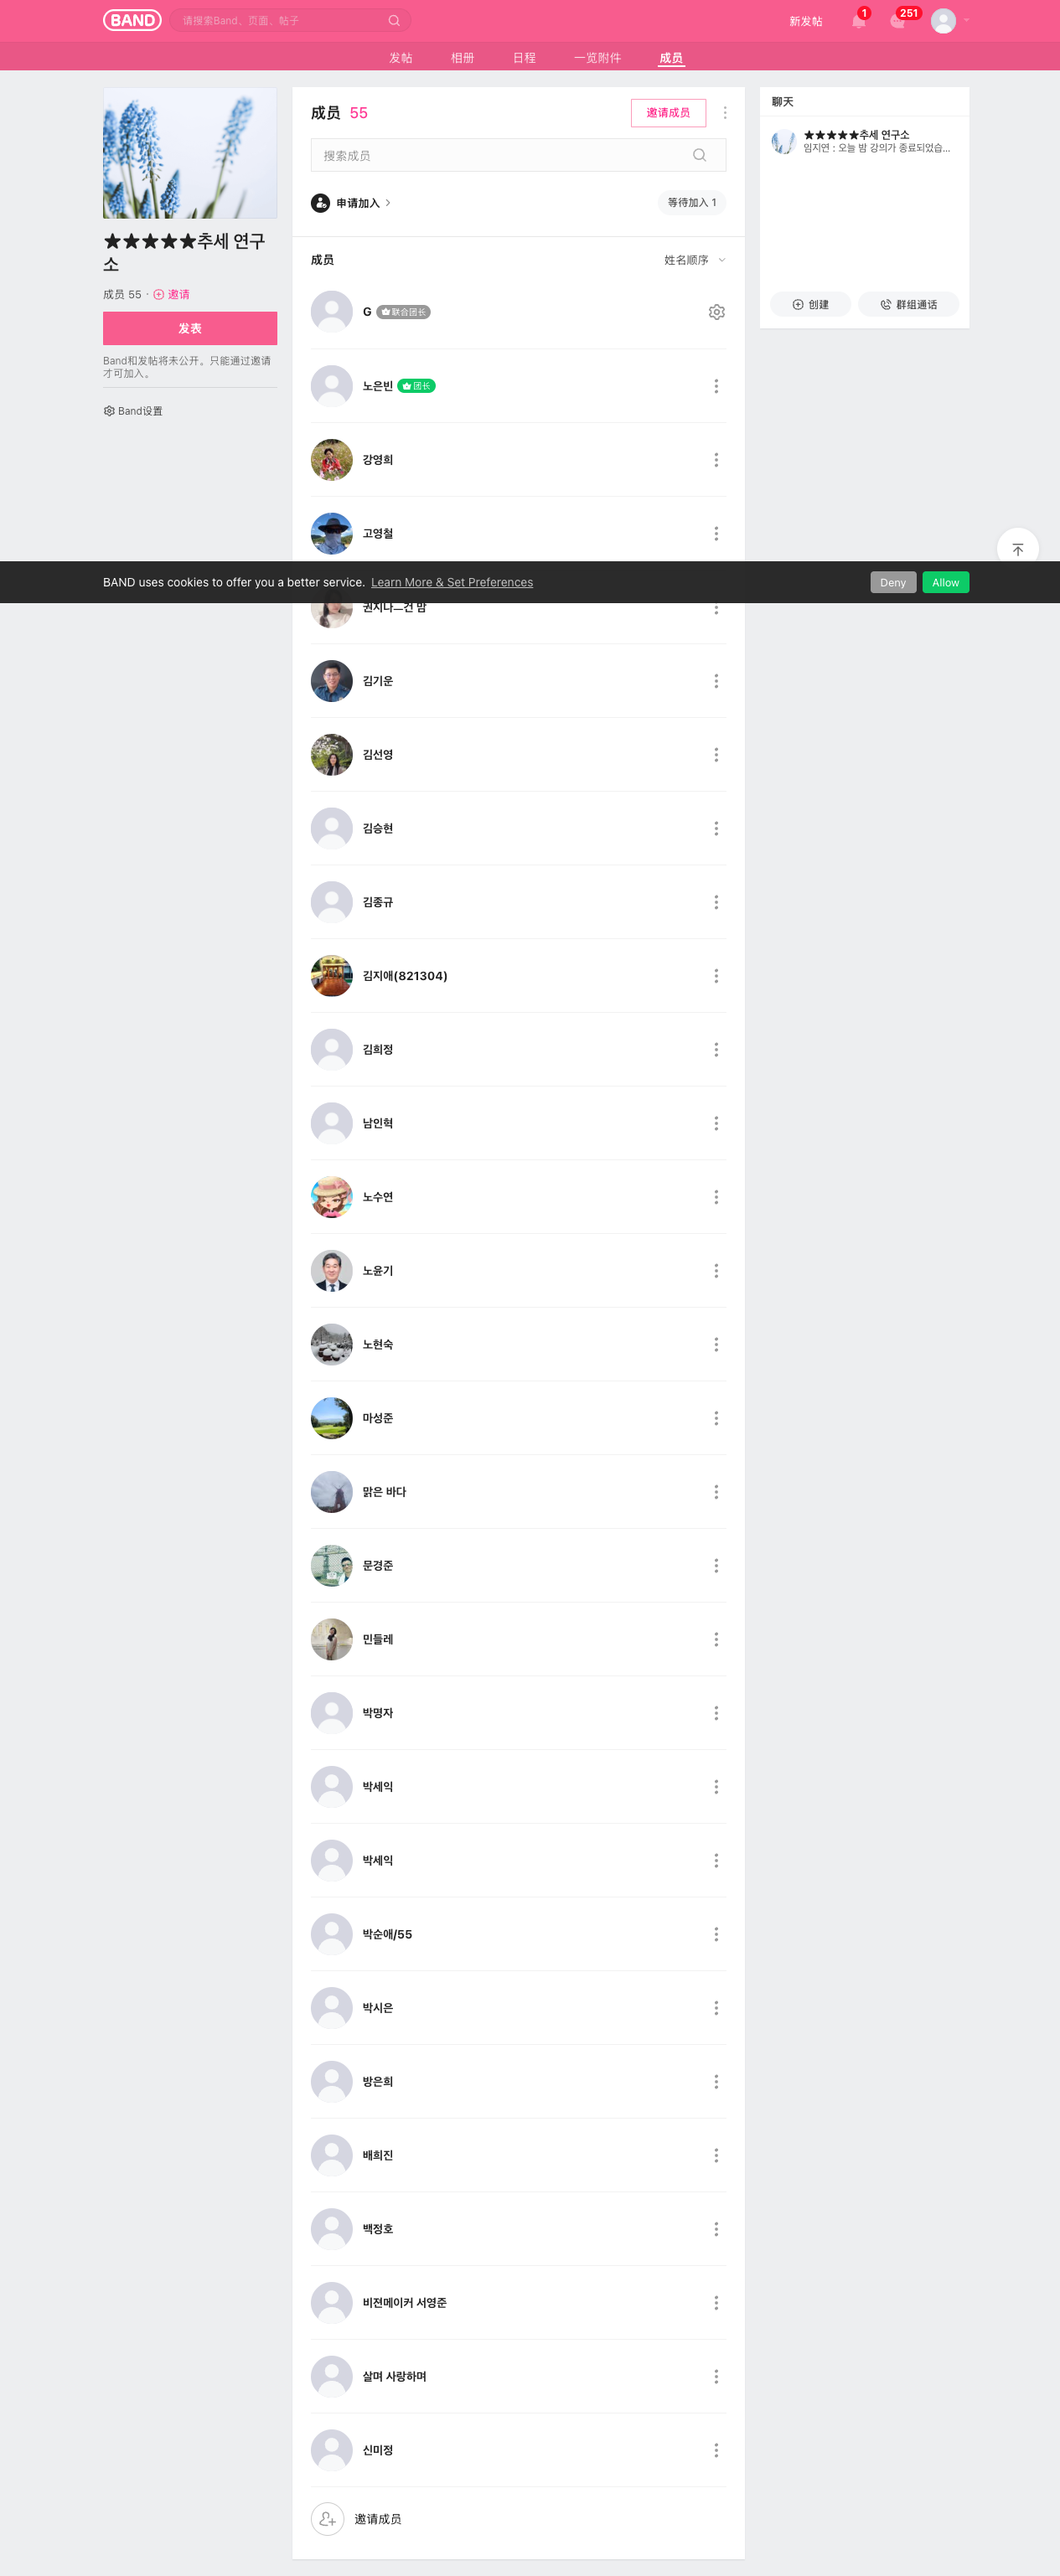 BAND
请搜索Band、页面、帖子
新发帖
1
251
发帖
相册
日程
一览附件
成员
★★★★★추세 연구
소
成员 55 · 邀请
发表
Band和发帖将未公开。只能通过邀请
才可加入。
Band设置
成员 55
邀请成员
搜索成员
申请加入
等待加入 1
成员
姓名顺序
G 联合团长
노은빈 团长
강영희
고영철
BAND uses cookies to offer you a better service. Learn More & Set Preferences
Deny
Allow
권지나ㅡ건 맘
김기운
김선영
김승현
김종규
김지애(821304)
김희정
남인혁
노수연
노윤기
노현숙
마성준
맑은 바다
문경준
민들레
박명자
박세익
박세익
박순애/55
박시은
방은희
배희진
백정호
비젼메이커 서영준
살며 사랑하며
신미정
邀请成员
聊天
★★★★★추세 연구소
임지연 : 오늘 밤 강의가 종료되었습...
创建
群组通话